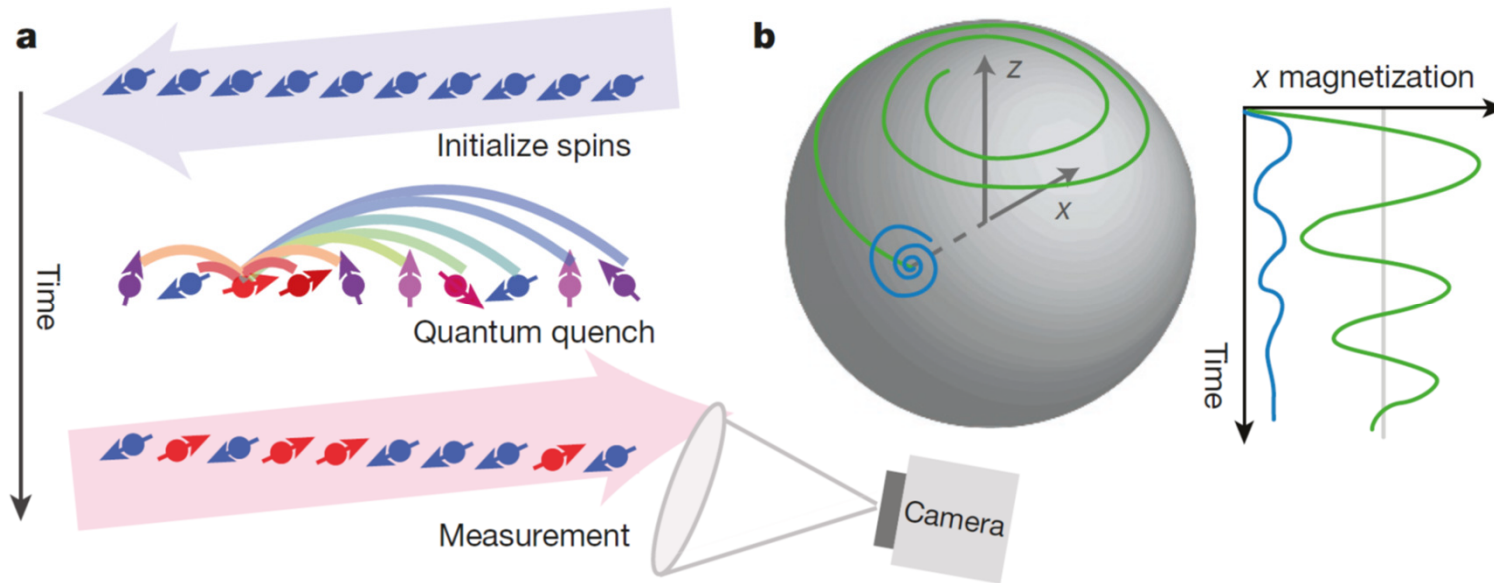 a
Initialize spins
Time
Quantum quench
Measurement
Camera
b
z
x
x magnetization
Time